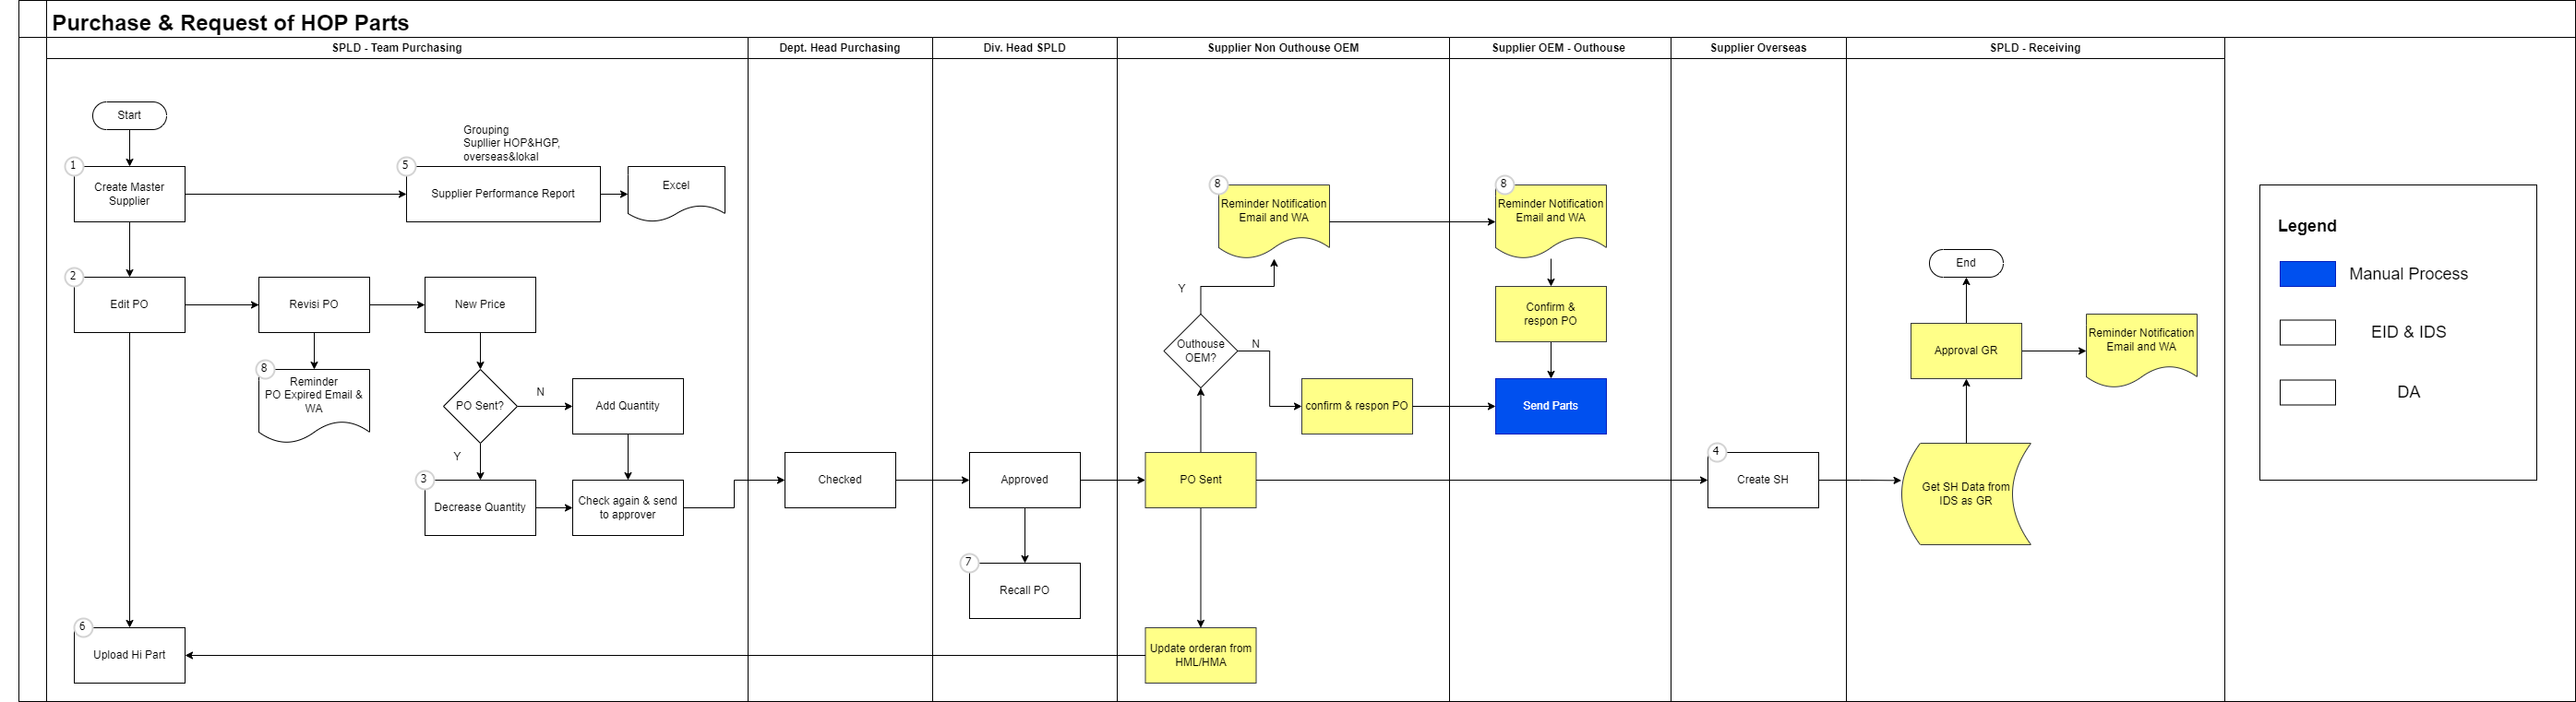 Purchase & Request of HOP Parts
SPLD - Team Purchasing
Dept. Head Purchasing
Div. Head SPLD
Supplier Non Outhouse OEM
Supplier OEM - Outhouse
Supplier Overseas
SPLD - Receiving
Start
1
Create Master
Supplier
Grouping
Supllier HOP&HGP,
overseas&lokal
5
Supplier Performance Report
Excel
2
Edit PO
Revisi PO
New Price
8
Reminder
PO Expired Email &
WA
PO Sent?
N
Add Quantity
Y
3
Decrease Quantity
Check again & send
to approver
6
Upload Hi Part
Checked
Approved
7
Recall PO
8
Reminder Notification
Email and WA
Y
Outhouse
OEM?
N
confirm & respon PO
PO Sent
Update orderan from
HML/HMA
8
Reminder Notification
Email and WA
Confirm &
respon PO
Send Parts
4
Create SH
End
Approval GR
Reminder Notification
Email and WA
Get SH Data from
IDS as GR
Legend
Manual Process
EID & IDS
DA